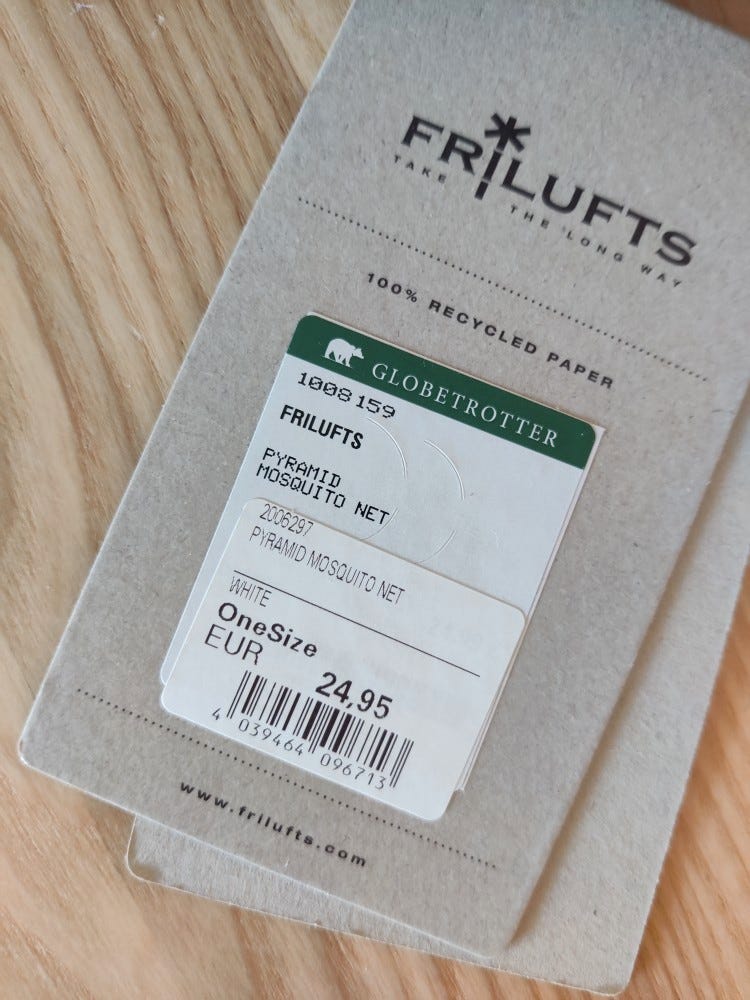 FRILUFTS
TAKE THE LONG WAY
100% RECYCLED PAPER
GLOBETROTTER
1008159
FRILUFTS
PYRAMID
MOSQUITO NET
2006297
PYRAMID MOSQUITO NET
WHITE
OneSize
EUR 24,95
4 039464 096713
www.frilufts.com